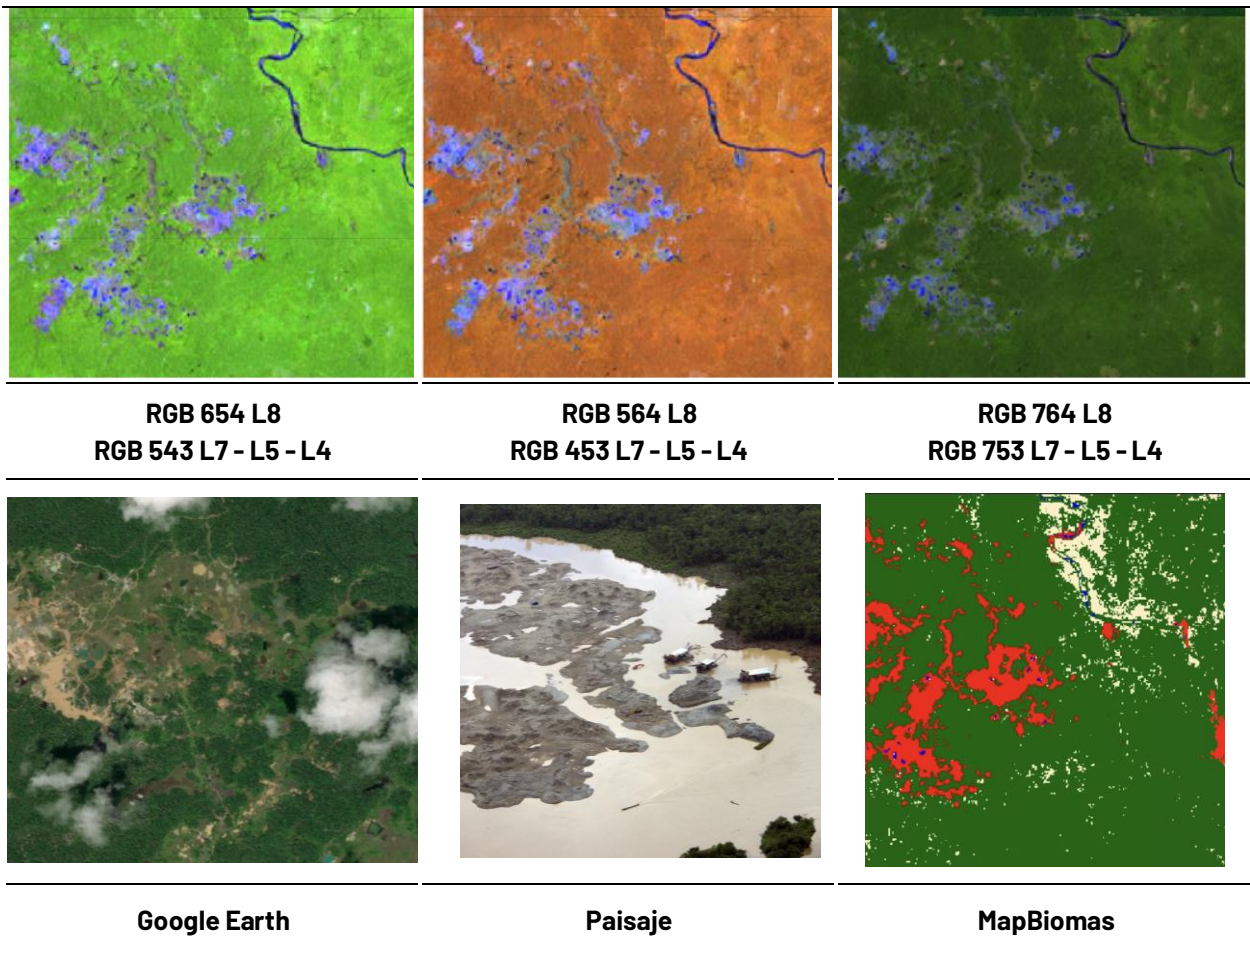 RGB 654 L8
RGB 543 L7 - L5 - L4
RGB 564 L8
RGB 453 L7 - L5 - L4
RGB 764 L8
RGB 753 L7 - L5 - L4
Google Earth
Paisaje
MapBiomas